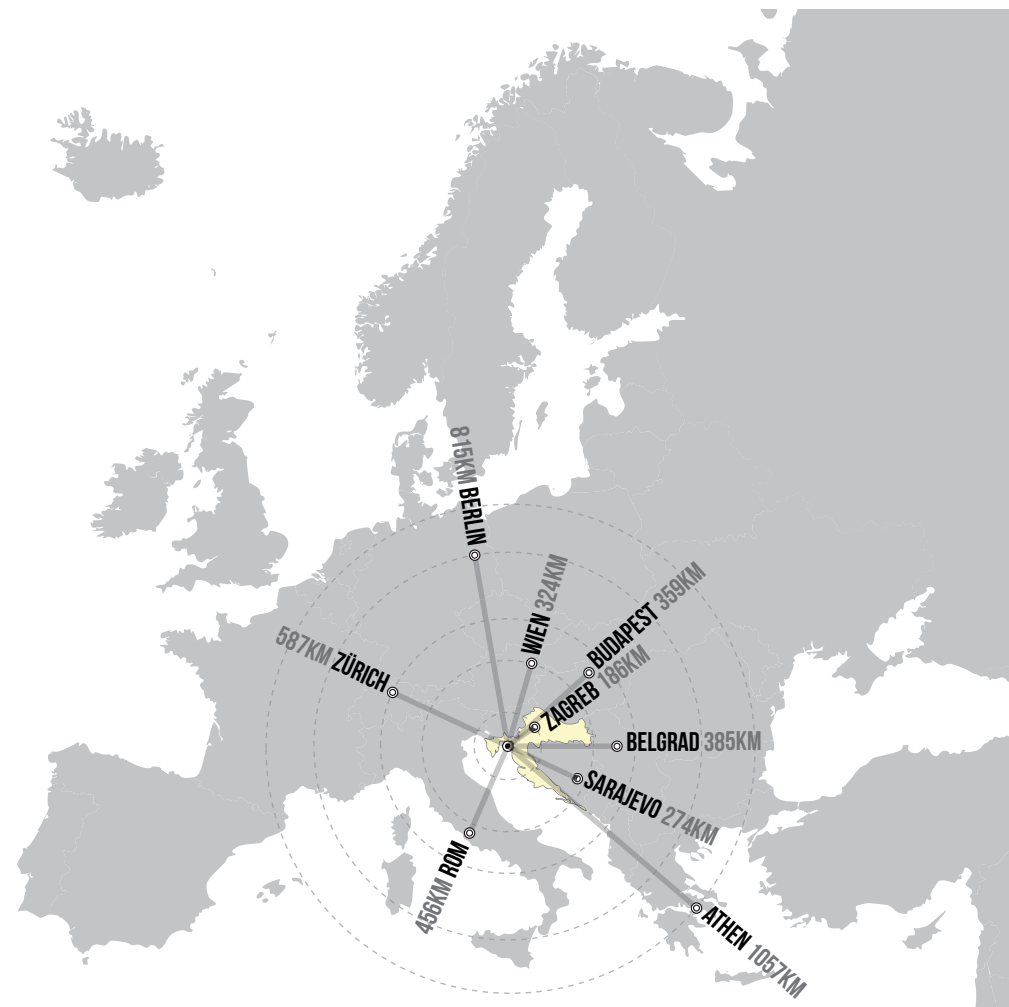 815KM BERLIN
WIEN 324KM
BUDAPEST 359KM
587KM ZÜRICH
ZAGREB 186KM
BELGRAD 385KM
SARAJEVO 274KM
456KM ROM
ATHEN 1057KM